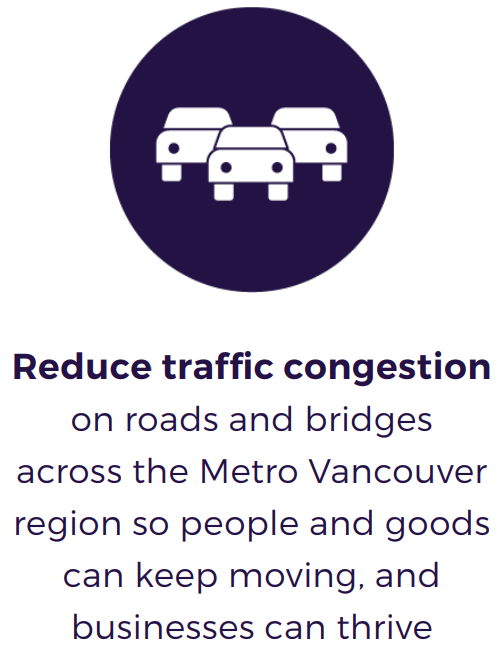 Reduce traffic congestion
on roads and bridges
across the Metro Vancouver
region so people and goods
can keep moving, and
businesses can thrive